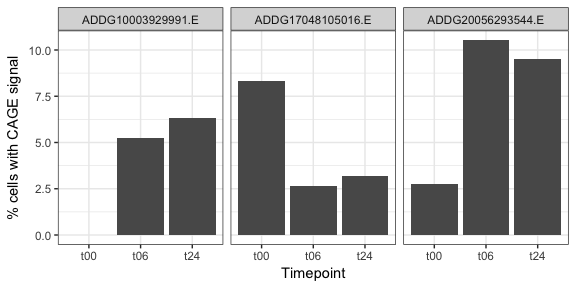 ADDG10003929991.E ADDG17048105016.E ADDG20056293544.E
% cells with CAGE signal
10.0
7.5
5.0
2.5
0.0
t00 t06 t24 t00 t06 t24 t00 t06 t24
Timepoint